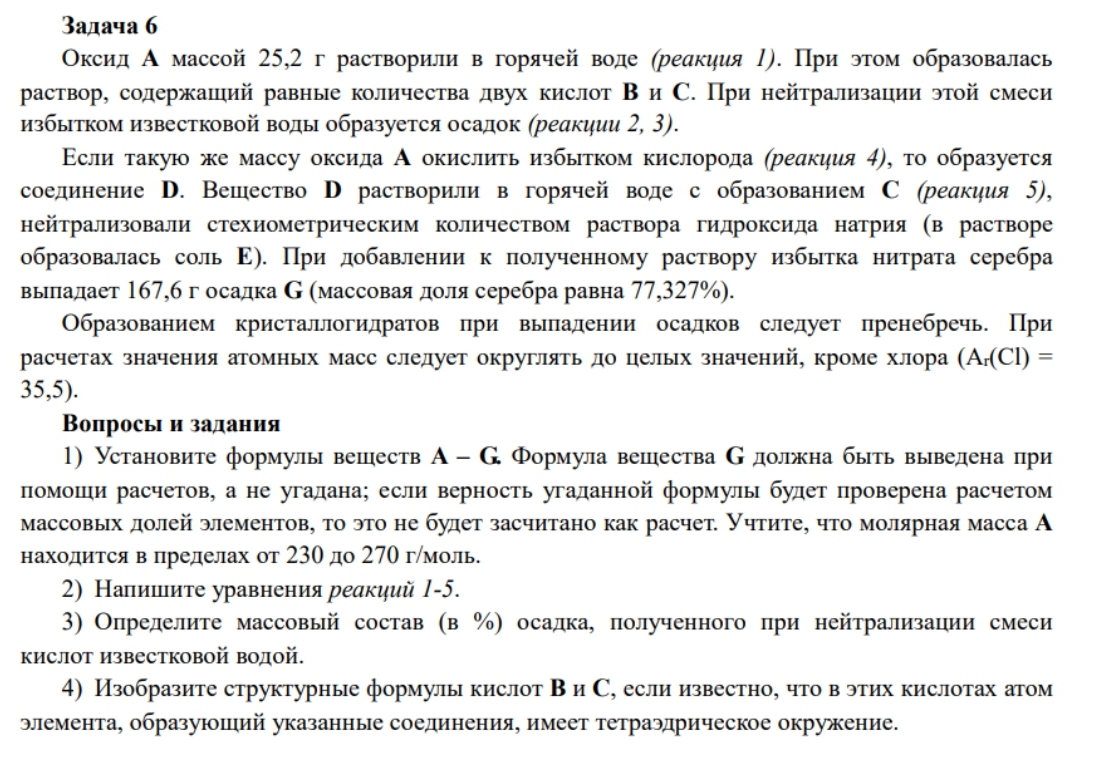 Задача 6
Оксид А массой 25,2 г растворили в горячей воде (реакция 1). При этом образовалась
раствор, содержащий равные количества двух кислот В и С. При нейтрализации этой смеси
избытком известковой воды образуется осадок (реакции 2, 3).
Если такую же массу оксида А окислить избытком кислорода (реакция 4), то образуется
соединение D. Вещество D растворили в горячей воде с образованием С (реакция 5),
нейтрализовали стехиометрическим количеством раствора гидроксида натрия (в растворе
образовалась соль Е). При добавлении к полученному раствору избытка нитрата серебра
выпадает 167,6 г осадка G (массовая доля серебра равна 77,327%).
Образованием кристаллогидратов при выпадении осадков следует пренебречь. При
расчетах значения атомных масс следует округлять до целых значений, кроме хлора (Ar(Cl) =
35,5).
Вопросы и задания
1) Установите формулы веществ А – G. Формула вещества G должна быть выведена при
помощи расчетов, а не угадана; если верность угаданной формулы будет проверена расчетом
массовых долей элементов, то это не будет засчитано как расчет. Учтите, что молярная масса А
находится в пределах от 230 до 270 г/моль.
2) Напишите уравнения реакций 1-5.
3) Определите массовый состав (в %) осадка, полученного при нейтрализации смеси
кислот известковой водой.
4) Изобразите структурные формулы кислот В и С, если известно, что в этих кислотах атом
элемента, образующий указанные соединения, имеет тетраэдрическое окружение.